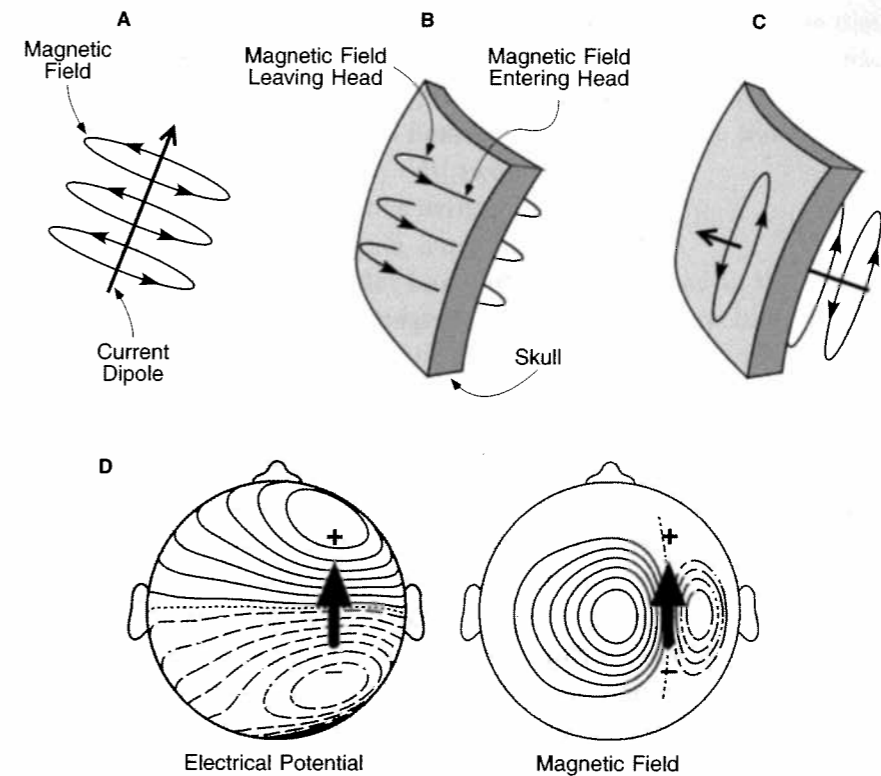 A
B
C
Magnetic
Field
Magnetic Field
Leaving Head
Magnetic Field
Entering Head
Current
Dipole
Skull
D
+
−
+
−
Electrical Potential
Magnetic Field